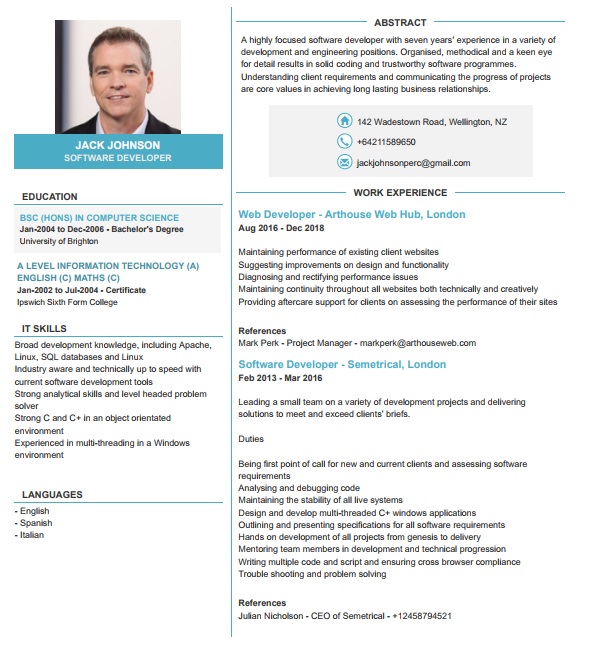 JACK JOHNSON
SOFTWARE DEVELOPER
EDUCATION
BSC (HONS) IN COMPUTER SCIENCE
Jan-2004 to Dec-2006 - Bachelor's Degree
University of Brighton
A LEVEL INFORMATION TECHNOLOGY (A)
ENGLISH (C) MATHS (C)
Jan-2002 to Jul-2004 - Certificate
Ipswich Sixth Form College
IT SKILLS
Broad development knowledge, including Apache,
Linux, SQL databases and Linux
Industry aware and technically up to speed with
current software development tools
Strong analytical skills and level headed problem
solver
Strong C and C+ in an object orientated
environment
Experienced in multi-threading in a Windows
environment
LANGUAGES
- English
- Spanish
- Italian
ABSTRACT
A highly focused software developer with seven years' experience in a variety of
development and engineering positions. Organised, methodical and a keen eye
for detail results in solid coding and trustworthy software programmes.
Understanding client requirements and communicating the progress of projects
are core values in achieving long lasting business relationships.
142 Wadestown Road, Wellington, NZ
+64211589650
jackjohnsonperc@gmail.com
WORK EXPERIENCE
Web Developer - Arthouse Web Hub, London
Aug 2016 - Dec 2018
Maintaining performance of existing client websites
Suggesting improvements on design and functionality
Diagnosing and rectifying performance issues
Maintaining continuity throughout all websites both technically and creatively
Providing aftercare support for clients on assessing the performance of their sites
References
Mark Perk - Project Manager - markperk@arthouseweb.com
Software Developer - Semetrical, London
Feb 2013 - Mar 2016
Leading a small team on a variety of development projects and delivering
solutions to meet and exceed clients' briefs.
Duties
Being first point of call for new and current clients and assessing software
requirements
Analysing and debugging code
Maintaining the stability of all live systems
Design and develop multi-threaded C+ windows applications
Outlining and presenting specifications for all software requirements
Hands on development of all projects from genesis to delivery
Mentoring team members in development and technical progression
Writing multiple code and script and ensuring cross browser compliance
Trouble shooting and problem solving
References
Julian Nicholson - CEO of Semetrical - +12458794521